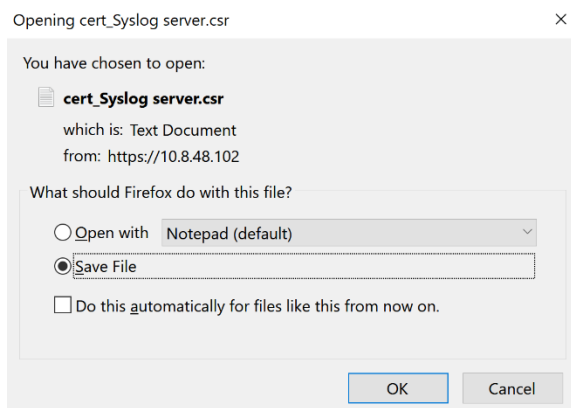 Opening cert_Syslog server.csr
You have chosen to open:
cert_Syslog server.csr
which is: Text Document
from: https://10.8.48.102
What should Firefox do with this file?
Open with Notepad (default)
Save File
Do this automatically for files like this from now on.
OK Cancel